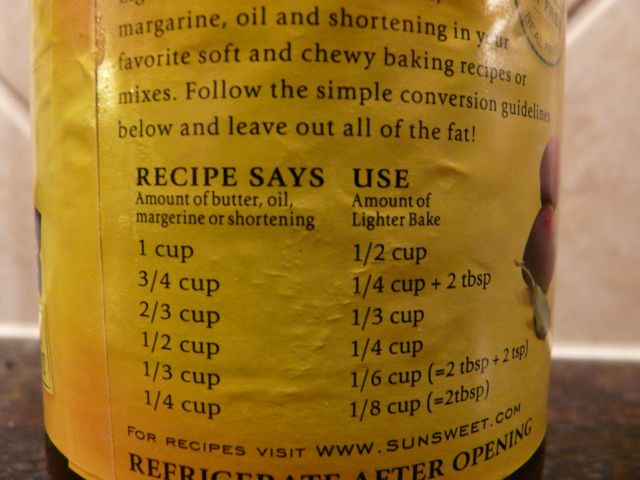 margarine, oil and shortening in your
favorite soft and chewy baking recipes or
mixes. Follow the simple conversion guidelines
below and leave out all of the fat!
RECIPE SAYS USE
Amount of butter, oil, Amount of
margerine or shortening Lighter Bake
1 cup 1/2 cup
3/4 cup 1/4 cup + 2 tbsp
2/3 cup 1/3 cup
1/2 cup 1/4 cup
1/3 cup 1/6 cup (=2 tbsp + 2 tsp)
1/4 cup 1/8 cup (=2tbsp)
FOR RECIPES VISIT WWW.SUNSWEET.COM
REFRIGERATE AFTER OPENING
REAL